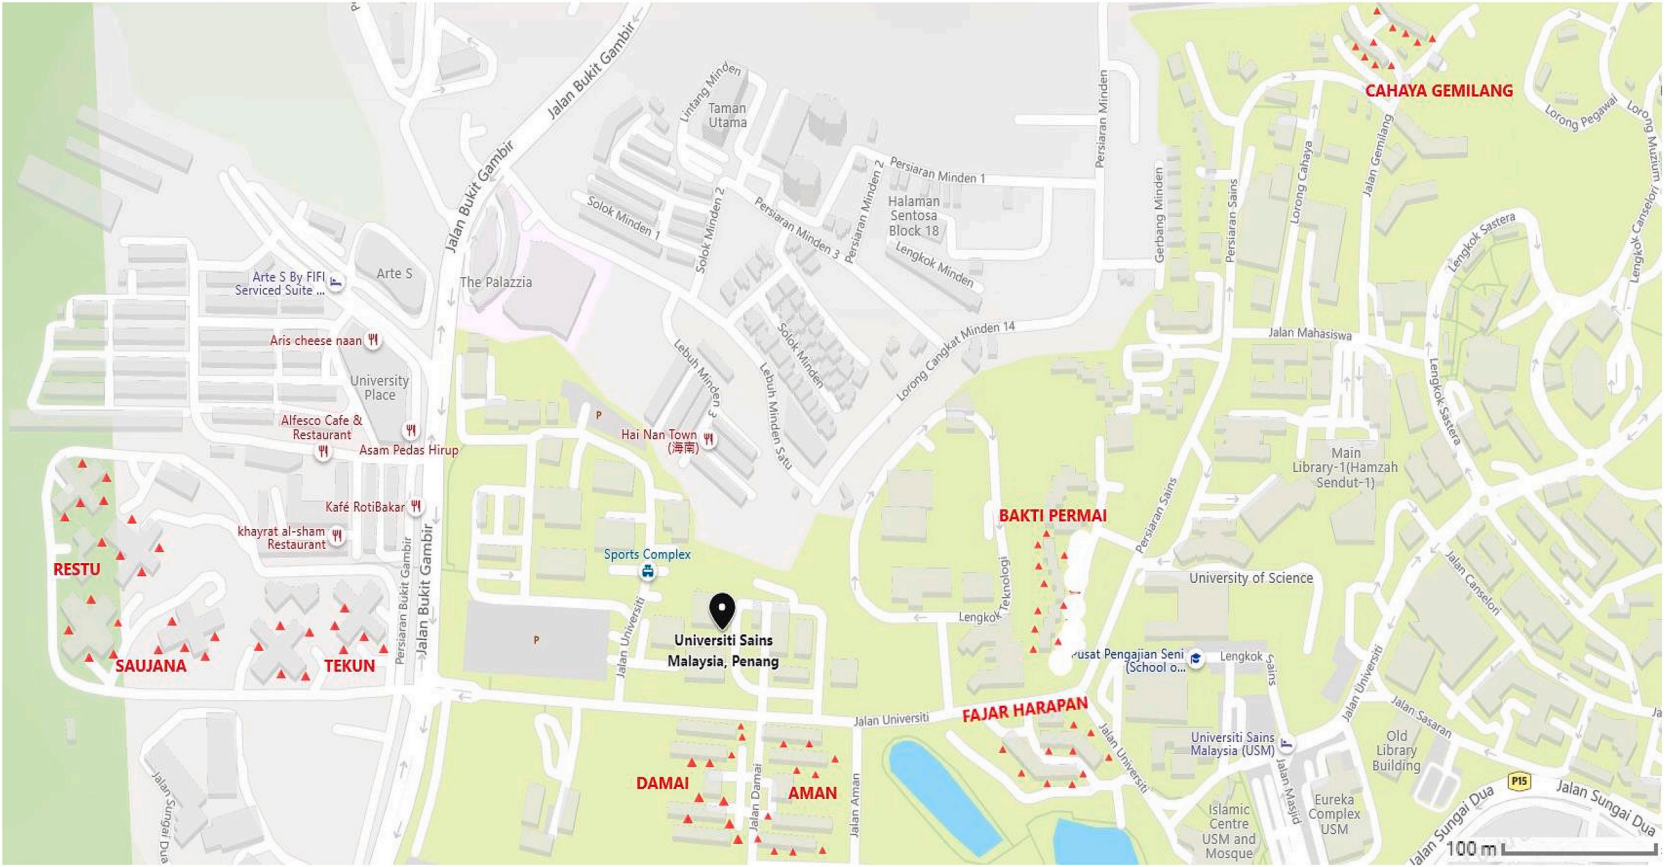 Jalan Bukit Gambir
Lintang Minden
Taman
Utama
Persiaran Minden
CAHAYA GEMILANG
Lorong Pegawai
Lorong Muzium
Jalan Bukit Gambir
Persiaran Minden 1
Persiaran Minden 2
Halaman
Sentosa
Block 18
Gerbang Minden
Persiaran Sains
Lorong Cahaya
Jalan Gemilang
Solok Minden 1
Solok Minden 2
Persiaran Minden 3
Lengkok Minden
Lengkok Sastera
Lengkok Canselori
Arte S By FIFI
Serviced Suite ...
Arte S
The Palazzia
Aris cheese naan
Solok Minden
Lorong Cangkat Minden 14
Jalan Mahasiswa
University
Place
Lebuh Minden 3
Lebuh Minden Satu
Lengkok Sastera
Alfesco Cafe &
Restaurant
Asam Pedas Hirup
P
Hai Nan Town
(海南)
Main
Library-1(Hamzah
Sendut-1)
Kafé RotiBakar
khayrat al-sham
Restaurant
BAKTI PERMAI
Persiaran Sains
Sports Complex
RESTU
Persiaran Bukit Gambir
Jalan Bukit Gambir
University of Science
Jalan Canselori
Lengkok Teknologi
P
Jalan Universiti
Universiti Sains
Malaysia, Penang
SAUJANA
TEKUN
Pusat Pengajian Seni
(School o...
Lengkok Sains
FAJAR HARAPAN
Jalan Universiti
Jalan Universiti
Jalan Universiti
Jalan Sasaran
Universiti Sains
Malaysia (USM)
Old
Library
Building
DAMAI
Jalan Damai
AMAN
Jalan Aman
Jalan Sungai Dua
Islamic
Centre
USM and
Mosque
Jalan Masjid
Eureka
Complex
USM
P15
Jalan Sungai Dua
Jalan Sungai Dua
100 m